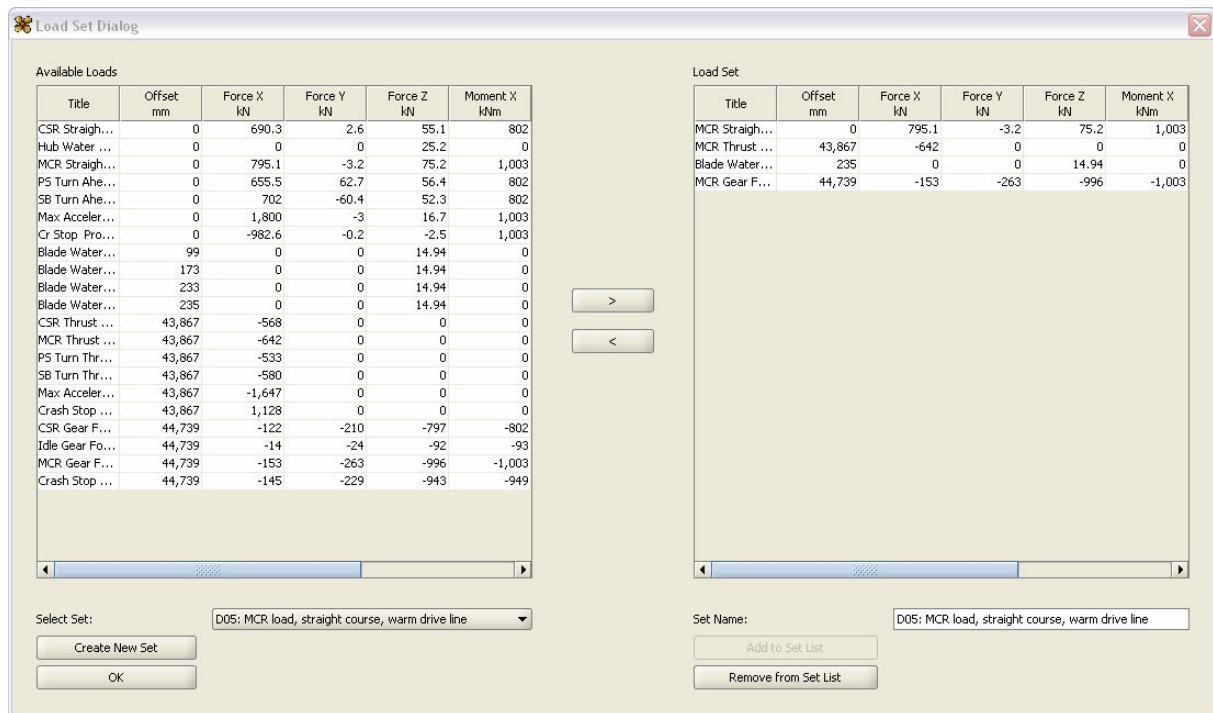 Load Set Dialog
Available Loads
Title Offset mm Force X kN Force Y kN Force Z kN Moment X kNm
CSR Straigh... 0 690.3 2.6 55.1 802
Hub Water ... 0 0 0 25.2 0
MCR Straigh... 0 795.1 -3.2 75.2 1,003
PS Turn Ahe... 0 655.5 62.7 56.4 802
SB Turn Ahe... 0 702 -60.4 52.3 802
Max Acceler... 0 1,800 -3 16.7 1,003
Cr Stop Pro... 0 -982.6 -0.2 -2.5 1,003
Blade Water... 99 0 0 14.94 0
Blade Water... 173 0 0 14.94 0
Blade Water... 233 0 0 14.94 0
Blade Water... 235 0 0 14.94 0
CSR Thrust ... 43,867 -568 0 0 0
MCR Thrust ... 43,867 -642 0 0 0
PS Turn Thr... 43,867 -533 0 0 0
SB Turn Thr... 43,867 -580 0 0 0
Max Acceler... 43,867 -1,647 0 0 0
Crash Stop ... 43,867 1,128 0 0 0
CSR Gear F... 44,739 -122 -210 -797 -802
Idle Gear Fo... 44,739 -14 -24 -92 -93
MCR Gear F... 44,739 -153 -263 -996 -1,003
Crash Stop ... 44,739 -145 -229 -943 -949
>
<
Load Set
Title Offset mm Force X kN Force Y kN Force Z kN Moment X kNm
MCR Straigh... 0 795.1 -3.2 75.2 1,003
MCR Thrust ... 43,867 -642 0 0 0
Blade Water... 235 0 0 14.94 0
MCR Gear F... 44,739 -153 -263 -996 -1,003
Select Set: D05: MCR load, straight course, warm drive line
Create New Set
OK
Set Name: D05: MCR load, straight course, warm drive line
Add to Set List
Remove from Set List